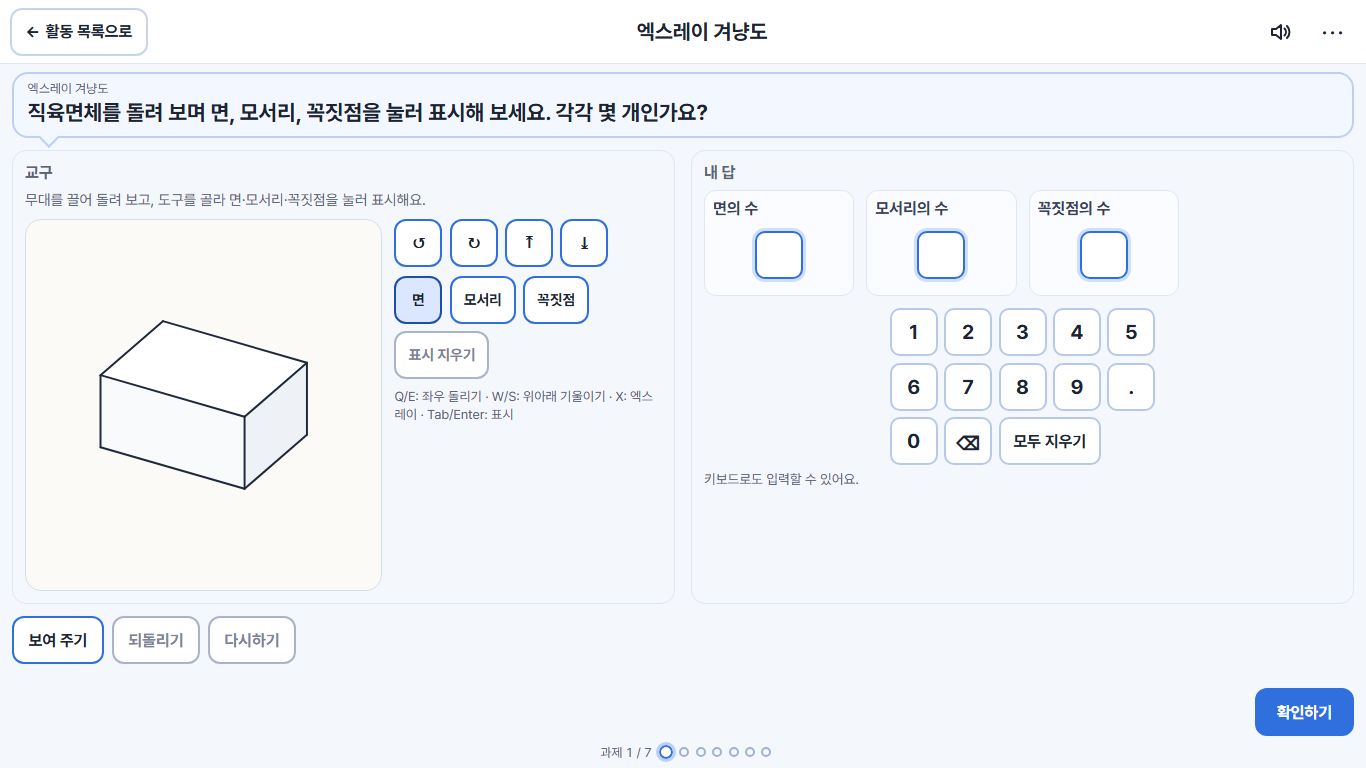 ← 활동 목록으로
엑스레이 겨냥도
엑스레이 겨냥도
직육면체를 돌려 보며 면, 모서리, 꼭짓점을 눌러 표시해 보세요. 각각 몇 개인가요?
교구
무대를 끌어 돌려 보고, 도구를 골라 면·모서리·꼭짓점을 눌러 표시해요.
↺ ↻ ⤒ ⤓
면 모서리 꼭짓점
표시 지우기
Q/E: 좌우 돌리기 · W/S: 위아래 기울이기 · X: 엑스
레이 · Tab/Enter: 표시
내 답
면의 수 모서리의 수 꼭짓점의 수
1 2 3 4 5
6 7 8 9 .
0 ⌫ 모두 지우기
키보드로도 입력할 수 있어요.
보여 주기 되돌리기 다시하기
확인하기
과제 1 / 7